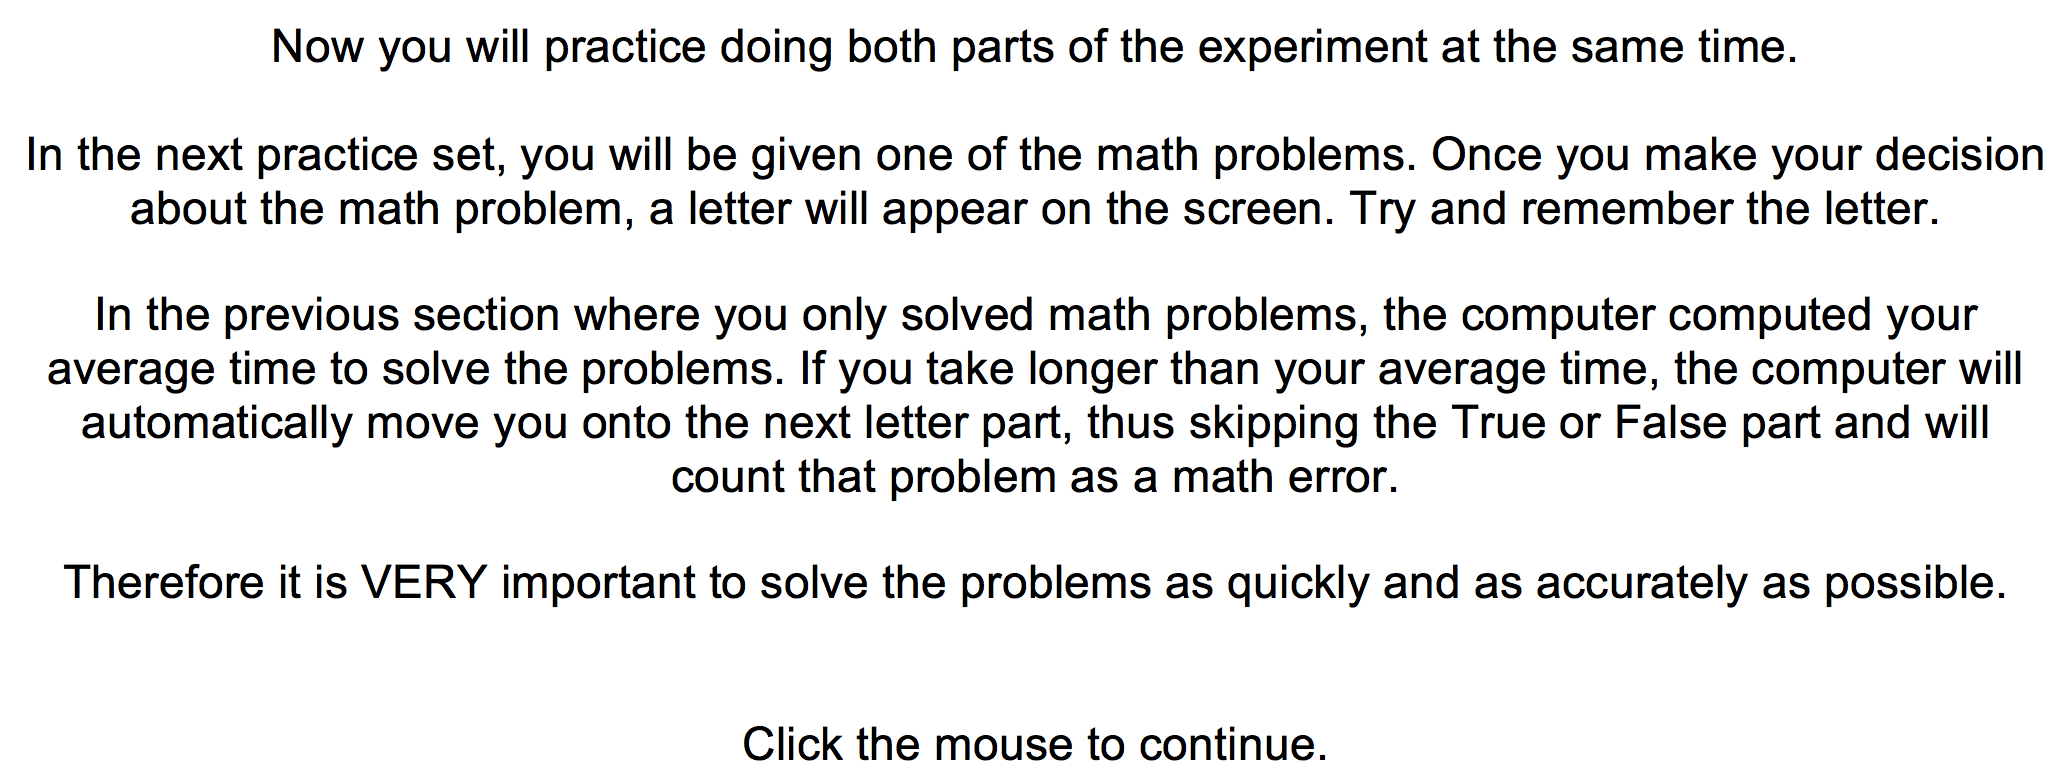 Now you will practice doing both parts of the experiment at the same time.
In the next practice set, you will be given one of the math problems. Once you make your decision
about the math problem, a letter will appear on the screen. Try and remember the letter.
In the previous section where you only solved math problems, the computer computed your
average time to solve the problems. If you take longer than your average time, the computer will
automatically move you onto the next letter part, thus skipping the True or False part and will
count that problem as a math error.
Therefore it is VERY important to solve the problems as quickly and as accurately as possible.
Click the mouse to continue.